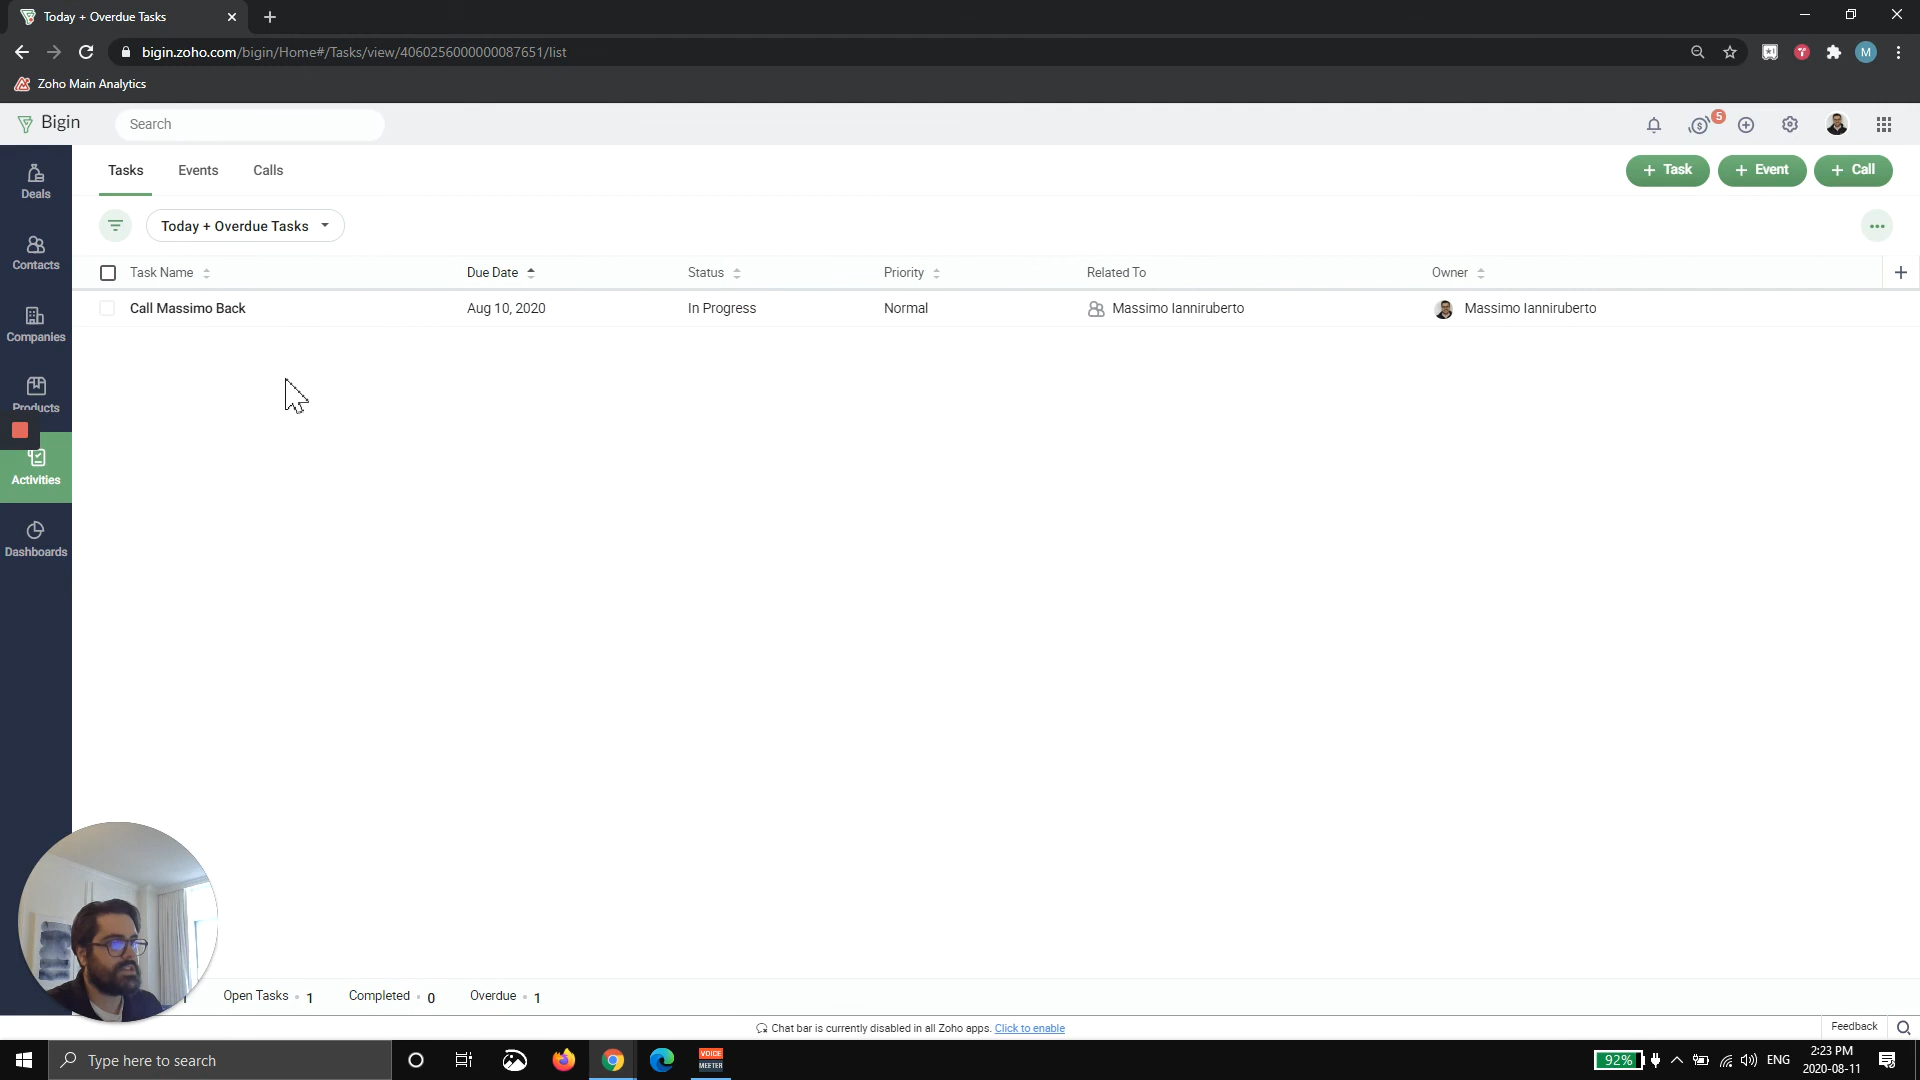 Today + Overdue Tasks
bigin.zoho.com/bigin/Home#/Tasks/view/4060256000000087651/list
M
Zoho Main Analytics
Bigin
Search
5
Deals
Contacts
Companies
Products
Activities
Dashboards
Tasks Events Calls
+ Task + Event + Call
Today + Overdue Tasks
Task Name Due Date Status Priority Related To Owner
Call Massimo Back Aug 10, 2020 In Progress Normal Massimo Ianniruberto Massimo Ianniruberto
Open Tasks 1 Completed 0 Overdue 1
Chat bar is currently disabled in all Zoho apps. Click to enable
Feedback
Type here to search
VOICE
MEETER
92%
ENG
2:23 PM
2020-08-11